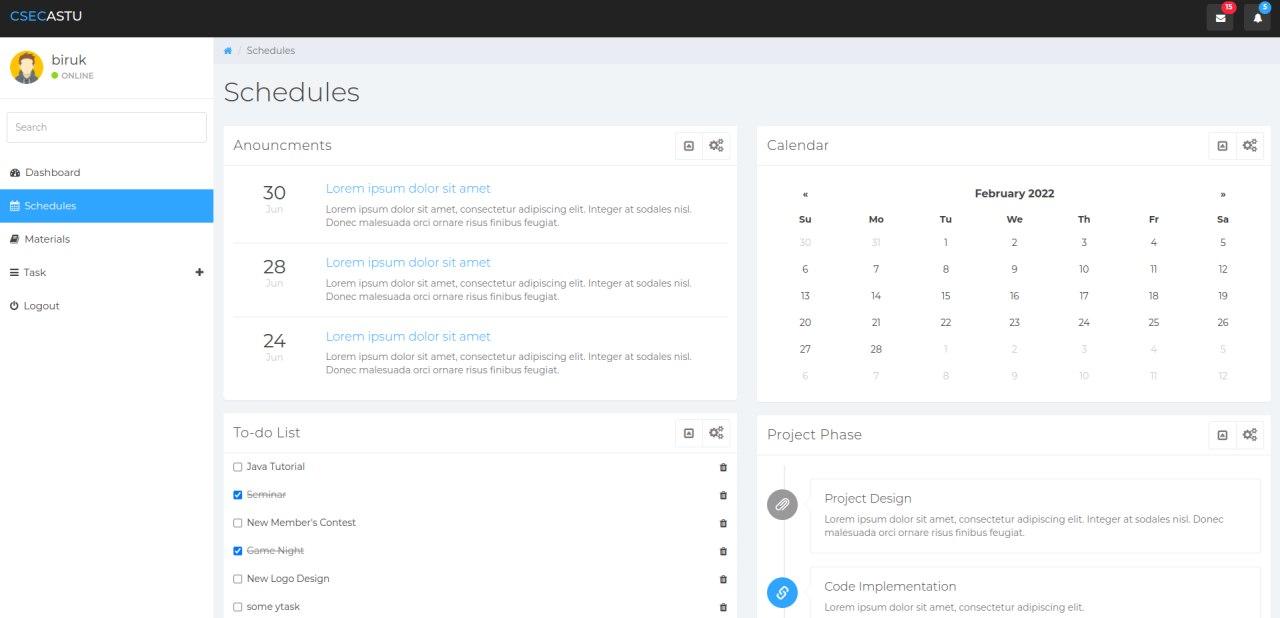 CSECASTU
15
5
biruk
ONLINE
Search
Dashboard
Schedules
Materials
Task
Logout
/ Schedules
Schedules
Anouncments
30
Jun
Lorem ipsum dolor sit amet
Lorem ipsum dolor sit amet, consectetur adipiscing elit. Integer at sodales nisl.
Donec malesuada orci ornare risus finibus feugiat.
28
Jun
Lorem ipsum dolor sit amet
Lorem ipsum dolor sit amet, consectetur adipiscing elit. Integer at sodales nisl.
Donec malesuada orci ornare risus finibus feugiat.
24
Jun
Lorem ipsum dolor sit amet
Lorem ipsum dolor sit amet, consectetur adipiscing elit. Integer at sodales nisl.
Donec malesuada orci ornare risus finibus feugiat.
To-do List
Java Tutorial
Seminar
New Member's Contest
Game Night
New Logo Design
some ytask
Calendar
« February 2022 »
Su Mo Tu We Th Fr Sa
30 31 1 2 3 4 5
6 7 8 9 10 11 12
13 14 15 16 17 18 19
20 21 22 23 24 25 26
27 28 1 2 3 4 5
6 7 8 9 10 11 12
Project Phase
Project Design
Lorem ipsum dolor sit amet, consectetur adipiscing elit. Integer at sodales nisl. Donec
malesuada orci ornare risus finibus feugiat.
Code Implementation
Lorem ipsum dolor sit amet, consectetur adipiscing elit.